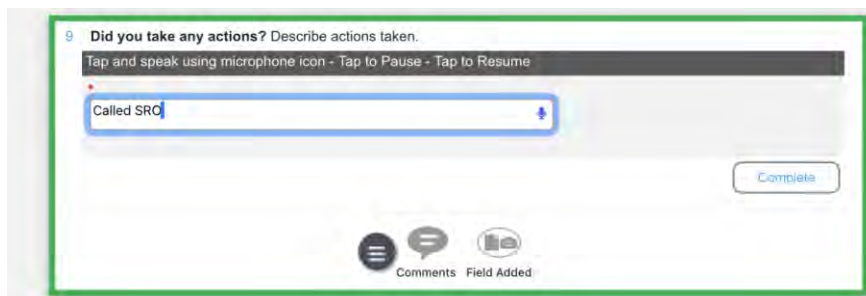 9 Did you take any actions? Describe actions taken.
Tap and speak using microphone icon - Tap to Pause - Tap to Resume
*
Called SRO
Complete
Comments Field Added